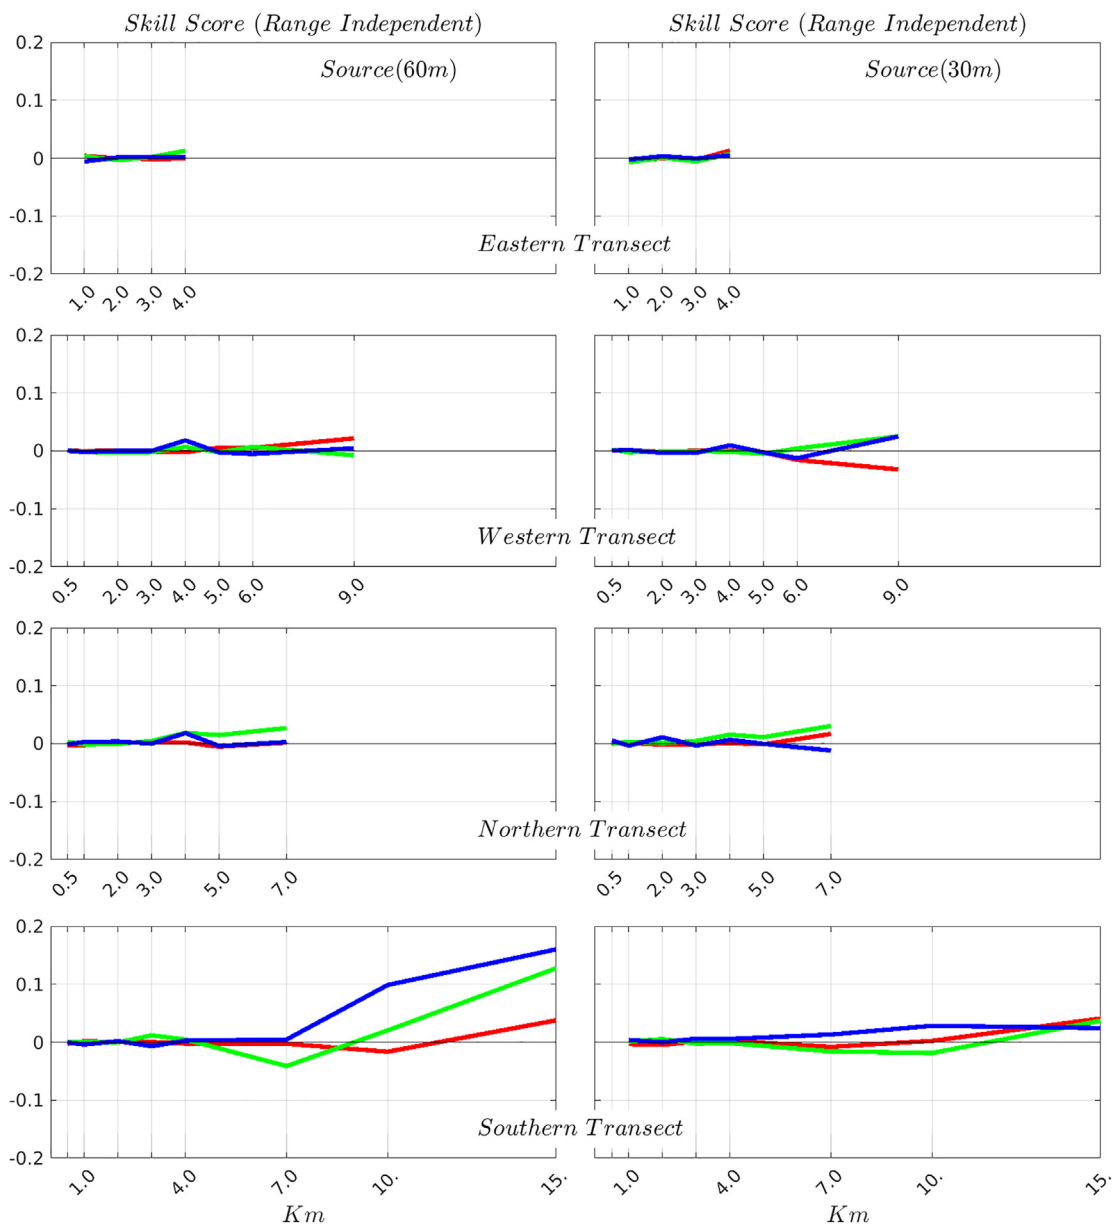 Skill Score (Range Independent)
Skill Score (Range Independent)
0.2
0.1
0
-0.1
-0.2
Source(60m)
Source(30m)
Eastern Transect
1.0 2.0 3.0 4.0
1.0 2.0 3.0 4.0
0.2
0.1
0
-0.1
-0.2
Western Transect
0.5 2.0 3.0 4.0 5.0 6.0 9.0
0.5 2.0 3.0 4.0 5.0 6.0 9.0
0.2
0.1
0
-0.1
-0.2
Northern Transect
0.5 2.0 3.0 5.0 7.0
0.5 2.0 3.0 4.0 5.0 7.0
0.2
0.1
0
-0.1
-0.2
Southern Transect
1.0 4.0 7.0 10. 15.
1.0 4.0 7.0 10. 15.
Km
Km